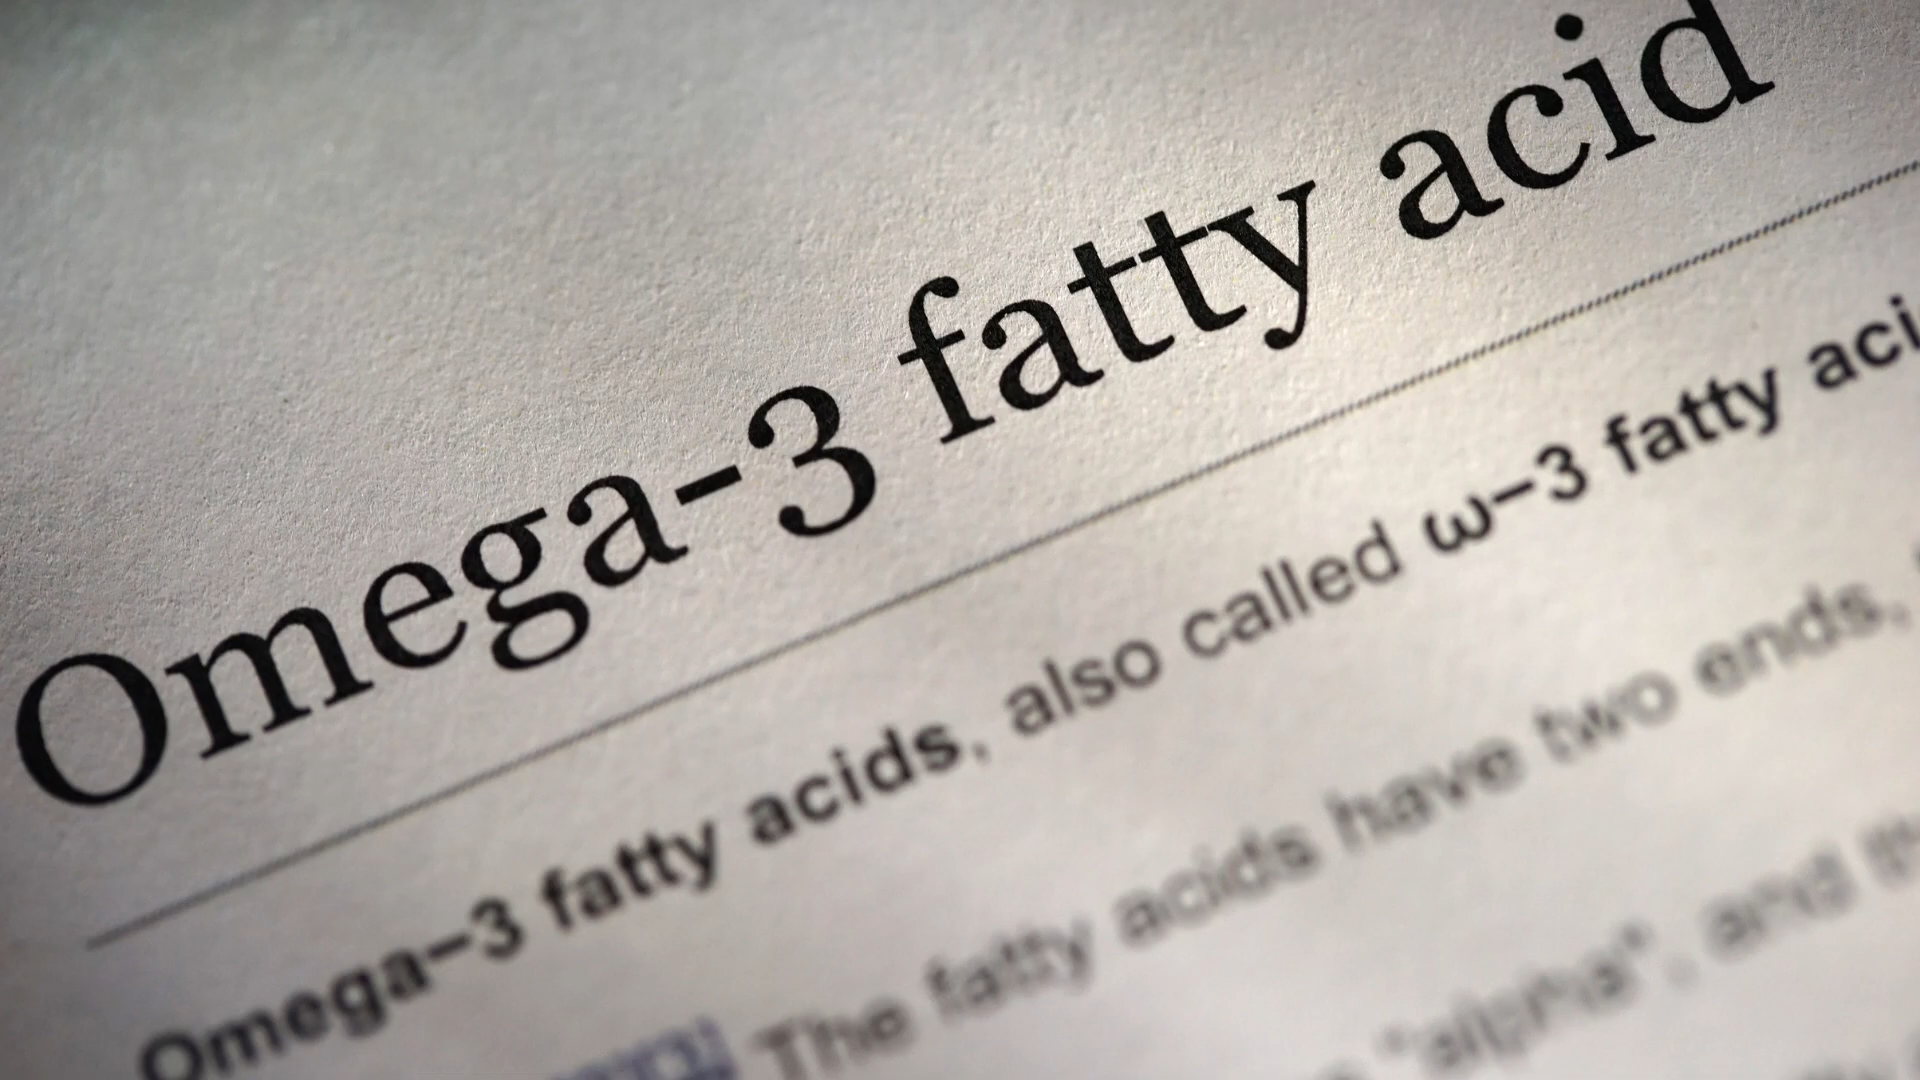 Omega-3 fatty acid
Omega−3 fatty acids, also called ω−3 fatty aci
The fatty acids have two ends,
"alpha", and th